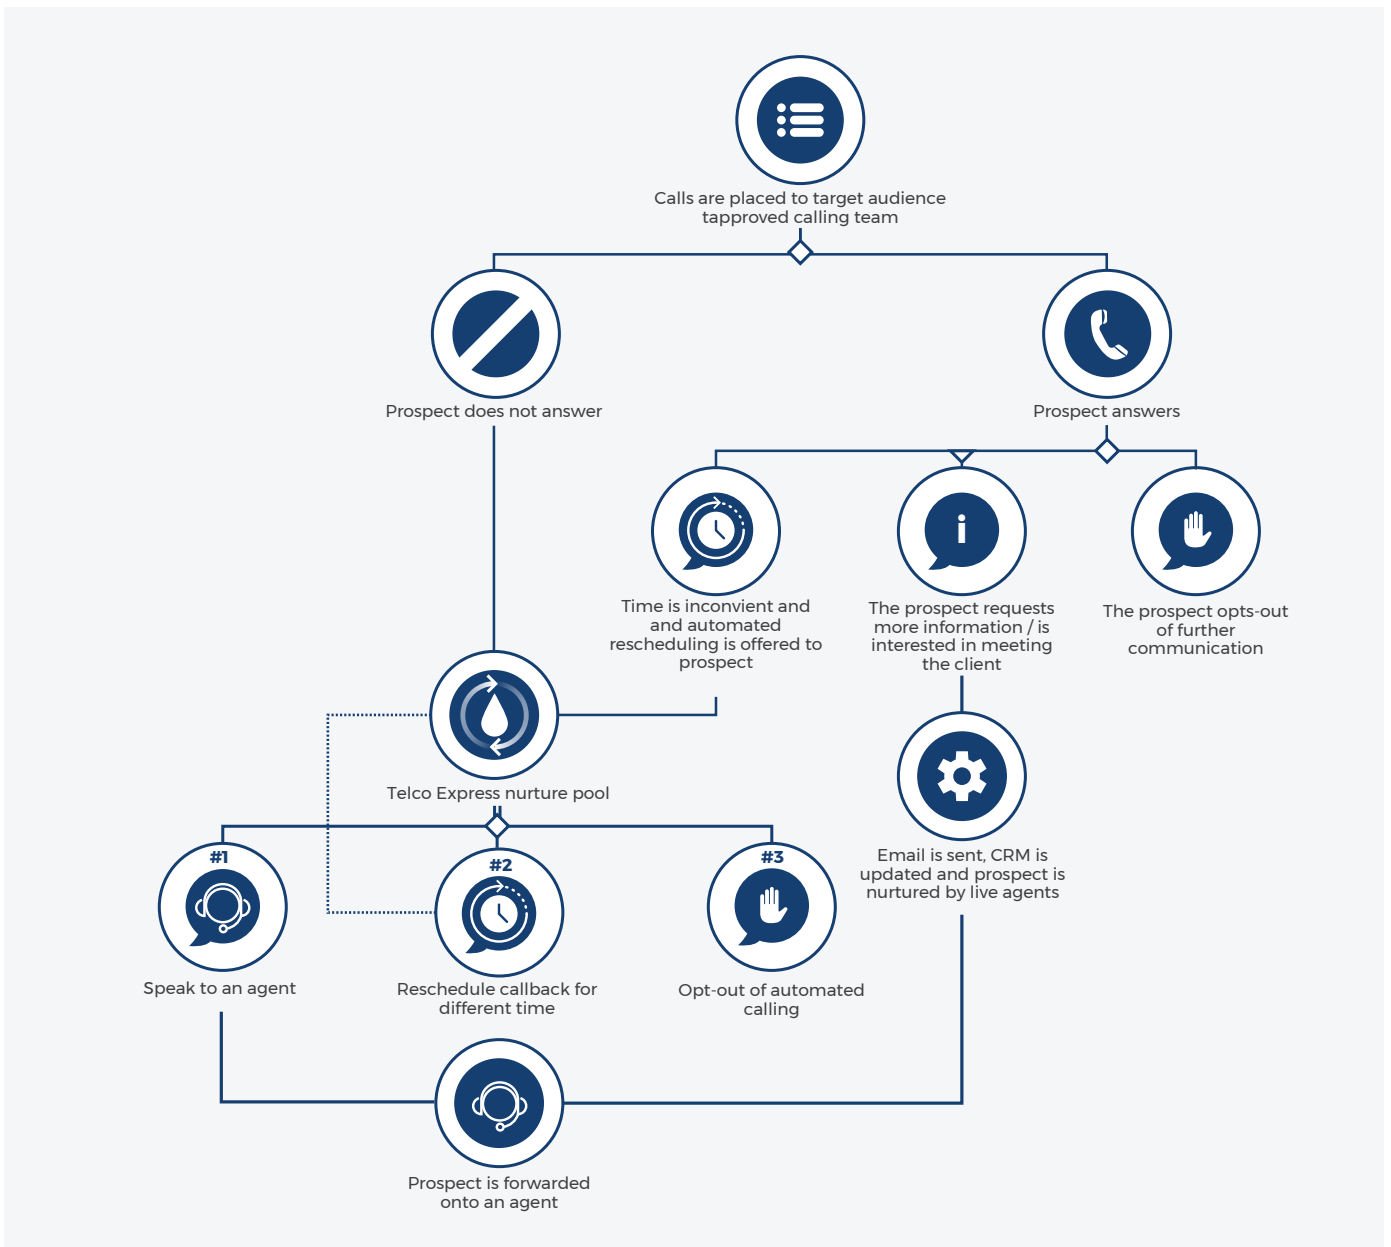 Calls are placed to target audience
tapproved calling team
Prospect does not answer
Prospect answers
Time is inconvient and
and automated
rescheduling is offered to
prospect
The prospect requests
more information / is
interested in meeting
the client
The prospect opts-out
of further
communication
Telco Express nurture pool
Email is sent, CRM is
updated and prospect is
nurtured by live agents
#1
Speak to an agent
#2
Reschedule callback for
different time
#3
Opt-out of automated
calling
Prospect is forwarded
onto an agent